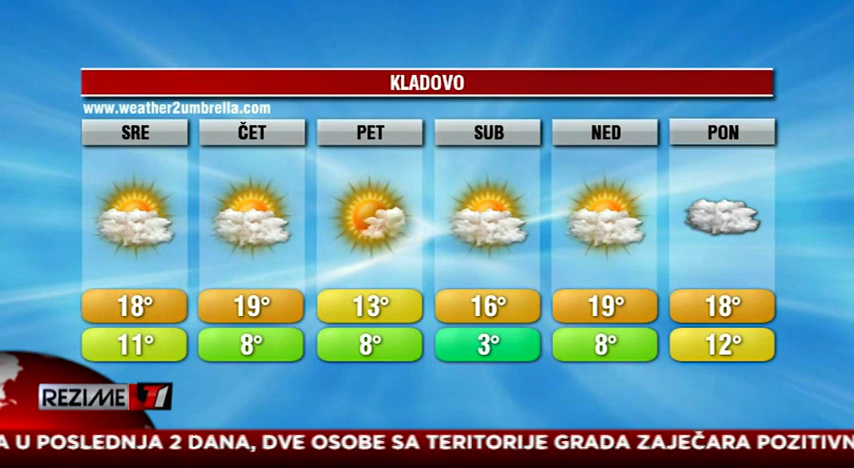 KLADOVO
www.weather2umbrella.com
SRE ČET PET SUB NED PON
18° 19° 13° 16° 19° 18°
11° 8° 8° 3° 8° 12°
REZIME T1
A U POSLEDNJA 2 DANA, DVE OSOBE SA TERITORIJE GRADA ZAJEČARA POZITIVN